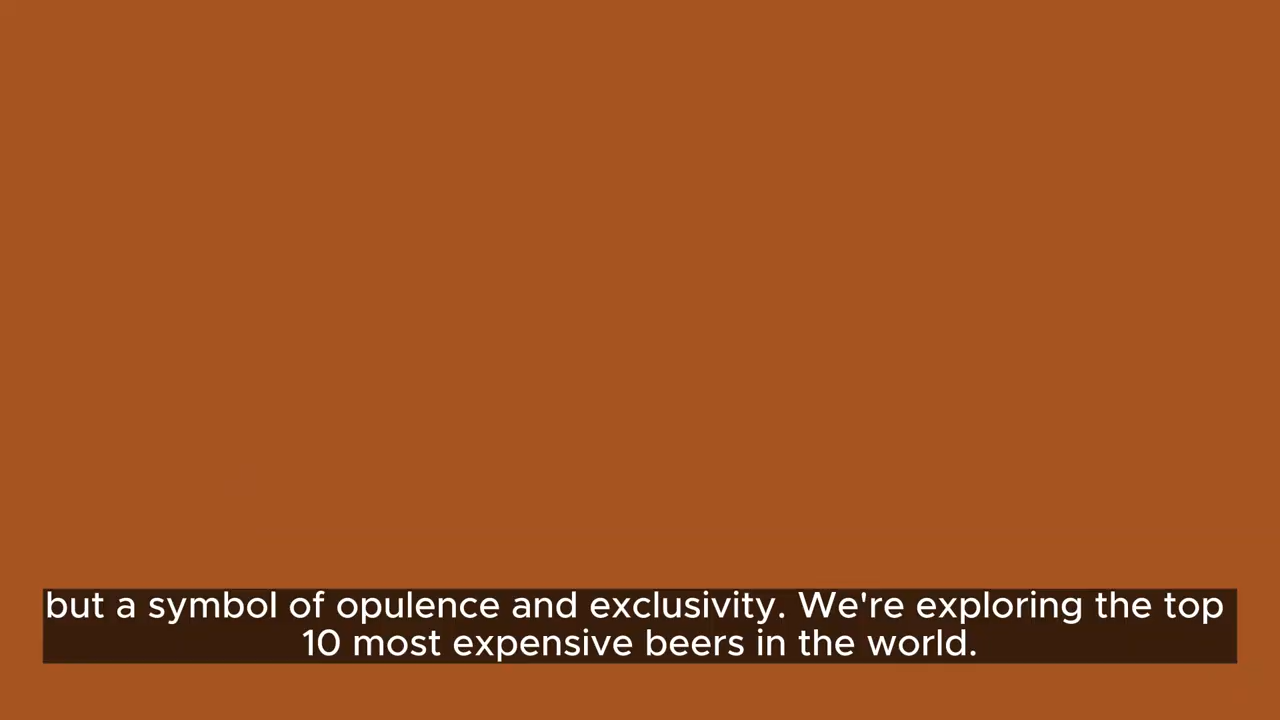 but a symbol of opulence and exclusivity. We're exploring the top
10 most expensive beers in the world.